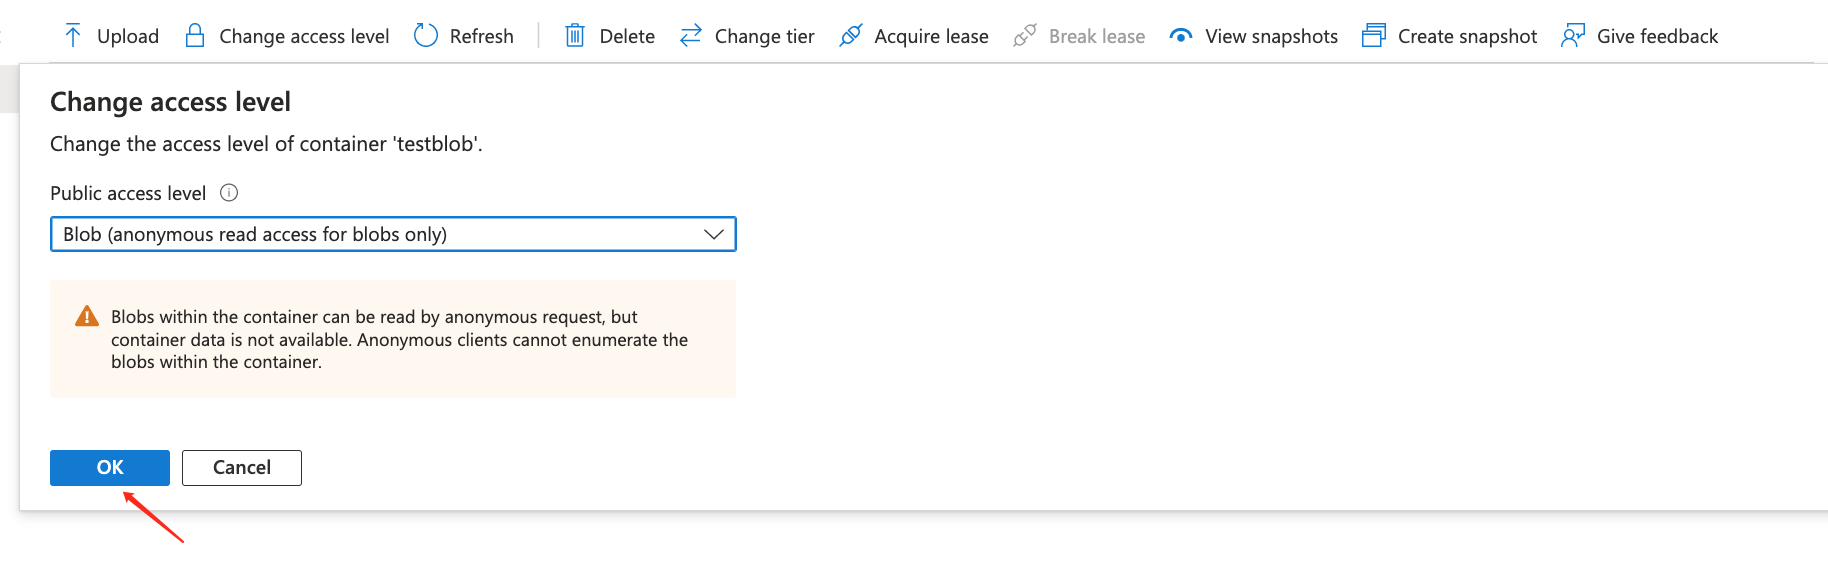 Upload Change access level Refresh Delete Change tier Acquire lease Break lease View snapshots Create snapshot Give feedback
Change access level
Change the access level of container 'testblob'.
Public access level
Blob (anonymous read access for blobs only)
Blobs within the container can be read by anonymous request, but
container data is not available. Anonymous clients cannot enumerate the
blobs within the container.
OK Cancel